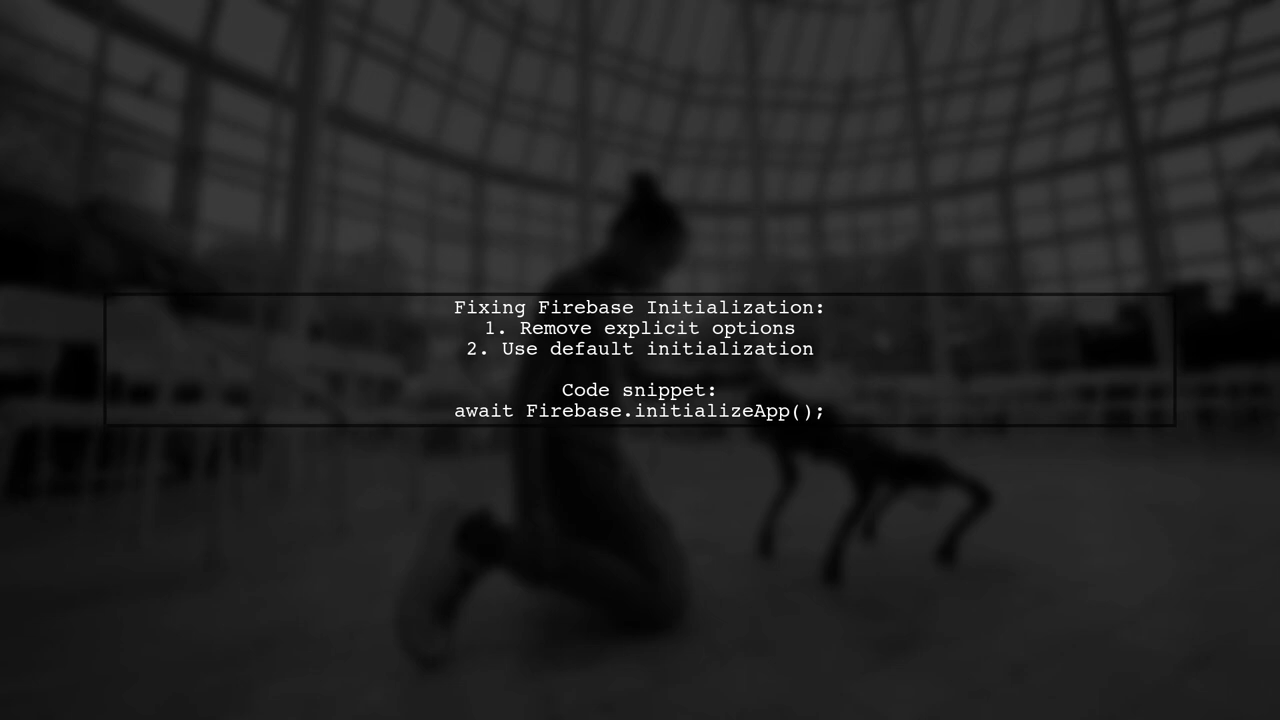 Fixing Firebase Initialization:
1. Remove explicit options
2. Use default initialization
Code snippet:
await Firebase.initializeApp();